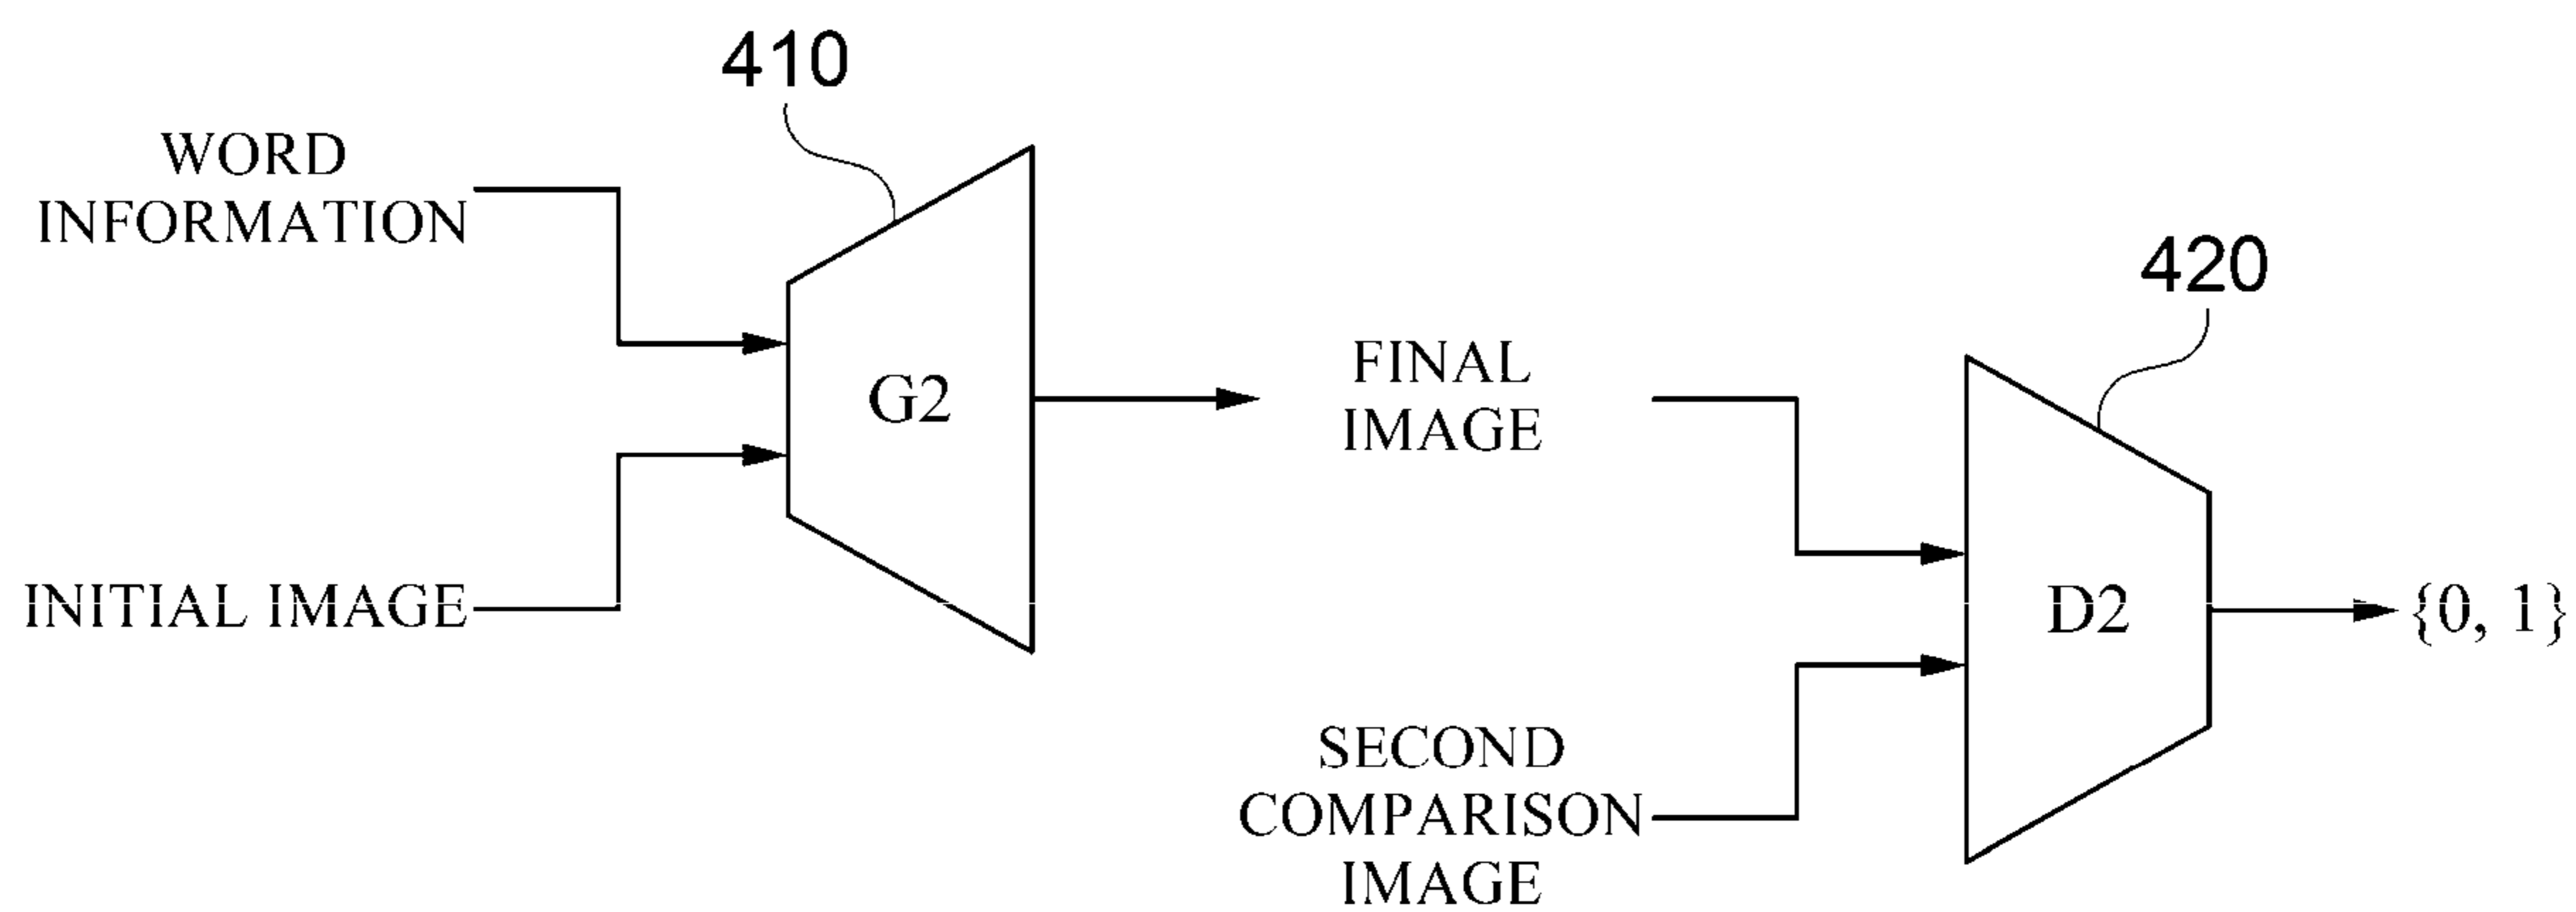 410
WORD
INFORMATION
INITIAL IMAGE
G2
FINAL
IMAGE
420
SECOND
COMPARISON
IMAGE
D2
{0, 1}